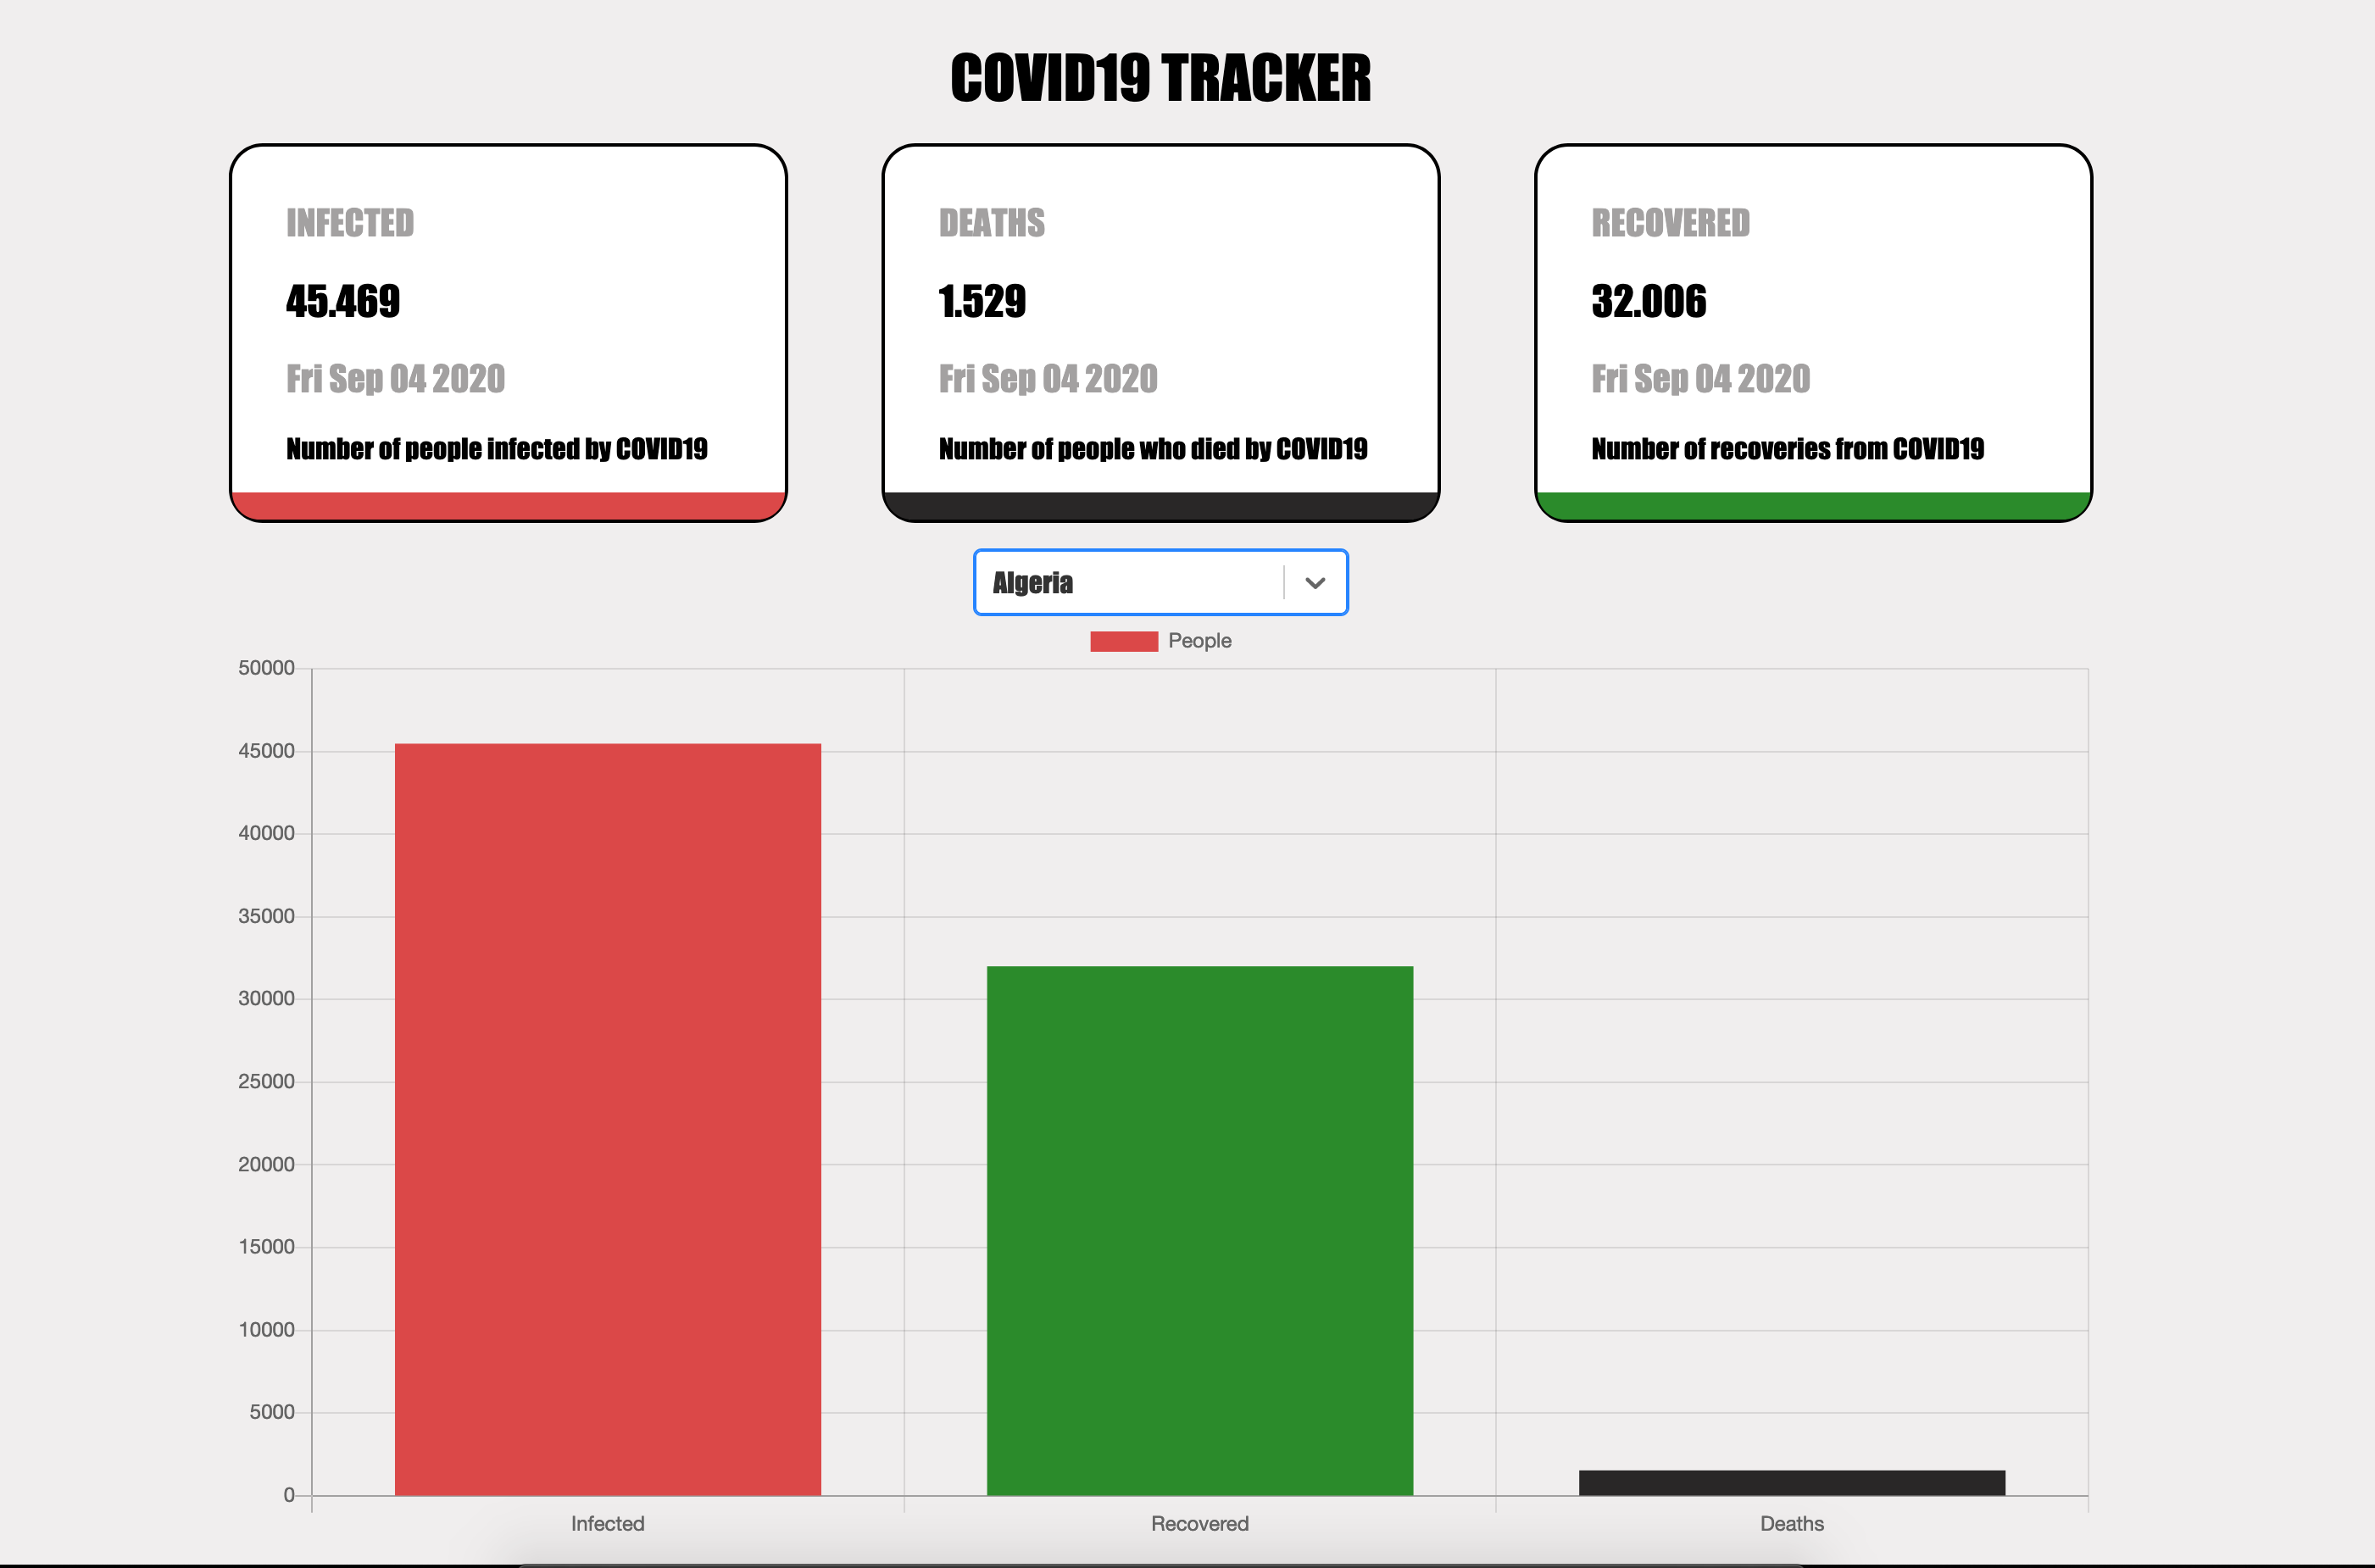 COVID19 TRACKER
INFECTED
45.469
Fri Sep 04 2020
Number of people infected by COVID19
DEATHS
1.529
Fri Sep 04 2020
Number of people who died by COVID19
RECOVERED
32.006
Fri Sep 04 2020
Number of recoveries from COVID19
Algeria
People
50000
45000
40000
35000
30000
25000
20000
15000
10000
5000
0
Infected
Recovered
Deaths